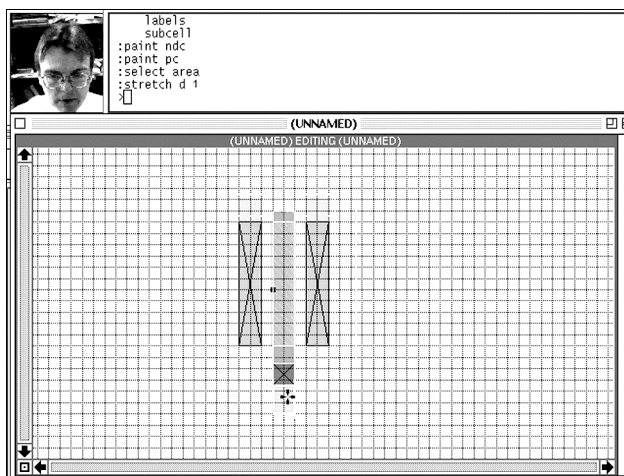 labels
subcell
:paint ndc
:paint pc
:select area
:stretch d 1
>
(UNNAMED)
(UNNAMED) EDITING (UNNAMED)